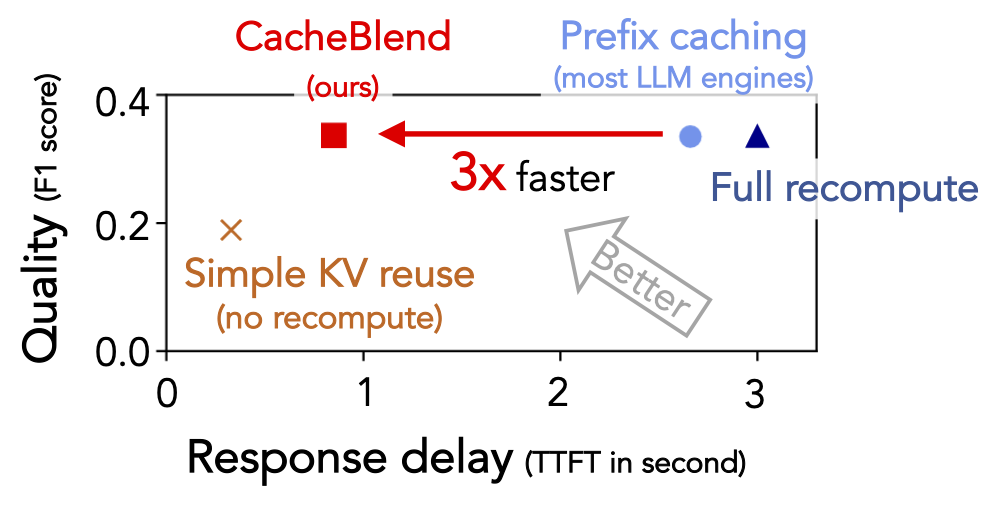 CacheBlend
(ours)
Prefix caching
(most LLM engines)
0.4
0.2
0.0
Quality (F1 score)
3x faster
Full recompute
Simple KV reuse
(no recompute)
Better
0 1 2 3
Response delay (TTFT in second)